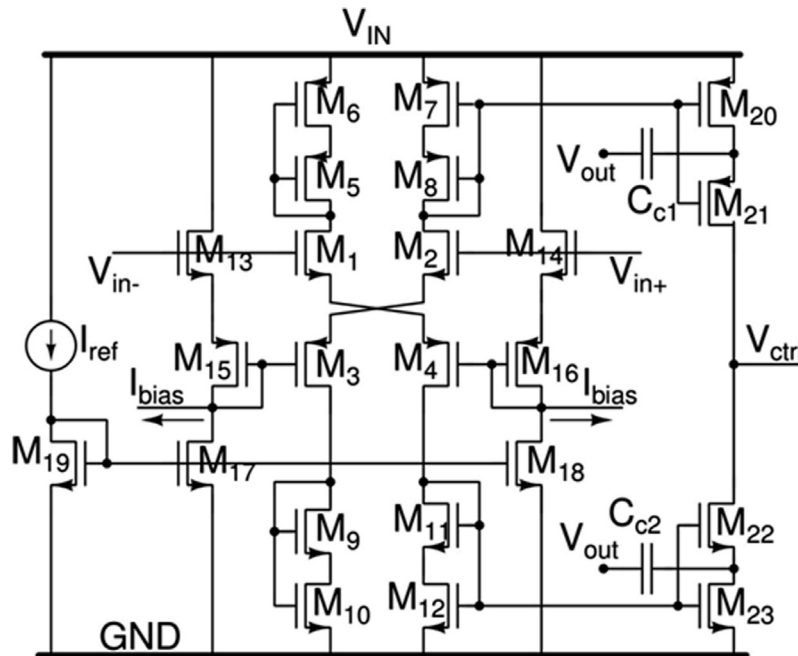 V_IN
M_6
M_7
M_20
V_out
M_5
M_8
C_c1
M_21
M_13
M_1
M_2
M_14
V_in-
V_in+
I_ref
M_15
M_3
M_4
M_16
V_ctr
I_bias
I_bias
M_19
M_17
M_18
M_9
M_11
C_c2
M_22
V_out
M_10
M_12
M_23
GND